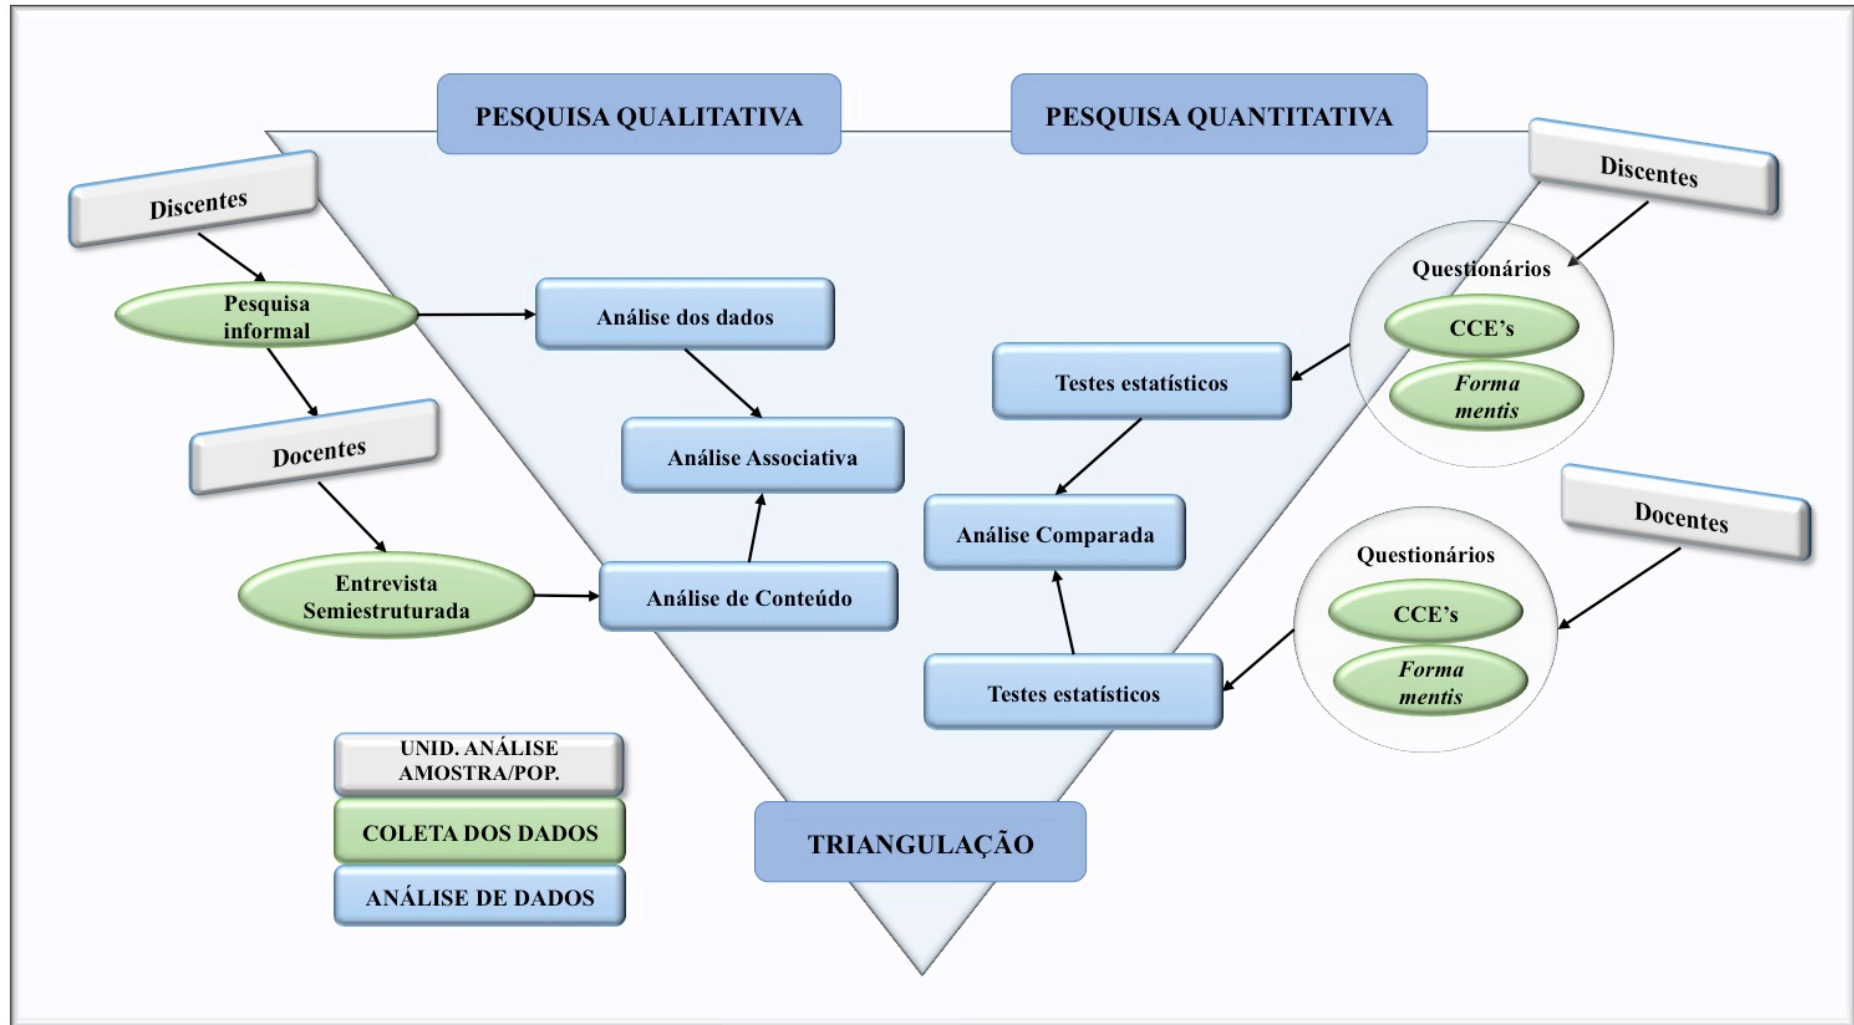 PESQUISA QUALITATIVA
PESQUISA QUANTITATIVA
Discentes
Discentes
Pesquisa
informal
Análise dos dados
Questionários
CCE’s
Forma
mentis
Testes estatísticos
Docentes
Análise Associativa
Docentes
Análise Comparada
Entrevista
Semiestruturada
Análise de Conteúdo
Questionários
CCE’s
Forma
mentis
Testes estatísticos
UNID. ANÁLISE
AMOSTRA/POP.
COLETA DOS DADOS
ANÁLISE DE DADOS
TRIANGULAÇÃO